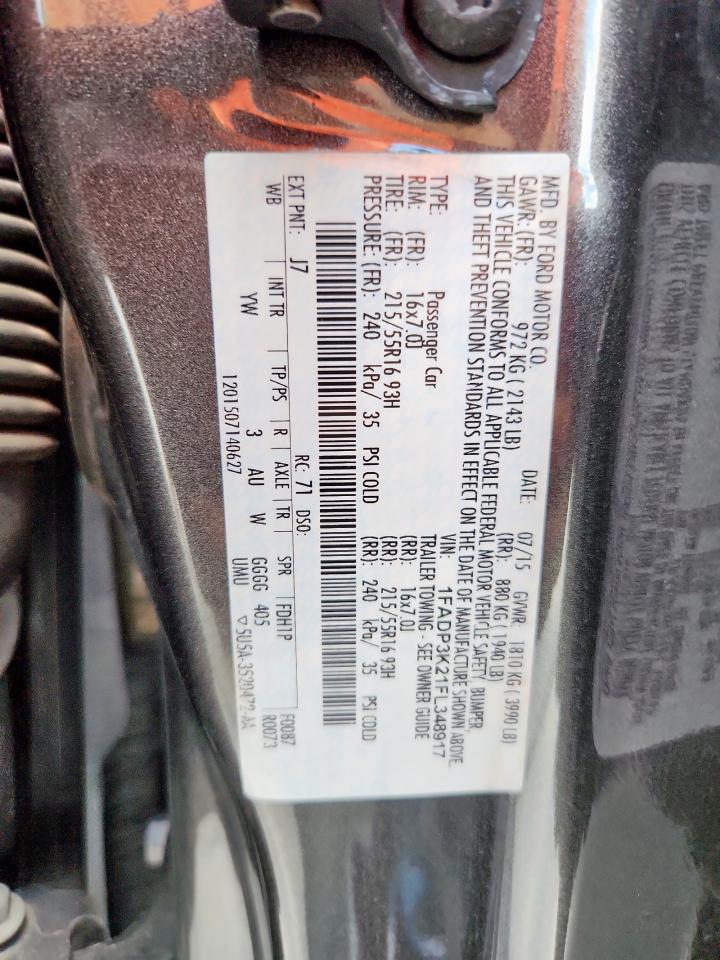 MFD. BY FORD MOTOR CO. DATE: 07/15 GVWR: 1810 KG ( 3990 LB)
GAWR: (FR): 972 KG ( 2143 LB) (RR): 880 KG ( 1940 LB)
THIS VEHICLE CONFORMS TO ALL APPLICABLE FEDERAL MOTOR VEHICLE SAFETY, BUMPER,
AND THEFT PREVENTION STANDARDS IN EFFECT ON THE DATE OF MANUFACTURE SHOWN ABOVE.
VIN: 1FADP3K21FL348917
TYPE: Passenger Car TRAILER TOWING - SEE OWNER GUIDE
RIM: (FR): 16x7.0J (RR): 16x7.0J
TIRE: (FR): 215/55R16 93H (RR): 215/55R16 93H
PRESSURE: (FR): 240 kPa/ 35 PSI COLD (RR): 240 kPa/ 35 PSI COLD
F0087
EXT PNT: J7 RC: 71 DSO: R0073
WB INT TR TP/PS R AXLE TR SPR FDH1P
YW 3 AU W GGGG 405
UMU
1201507140627 ▽5U5A-3520472-AA